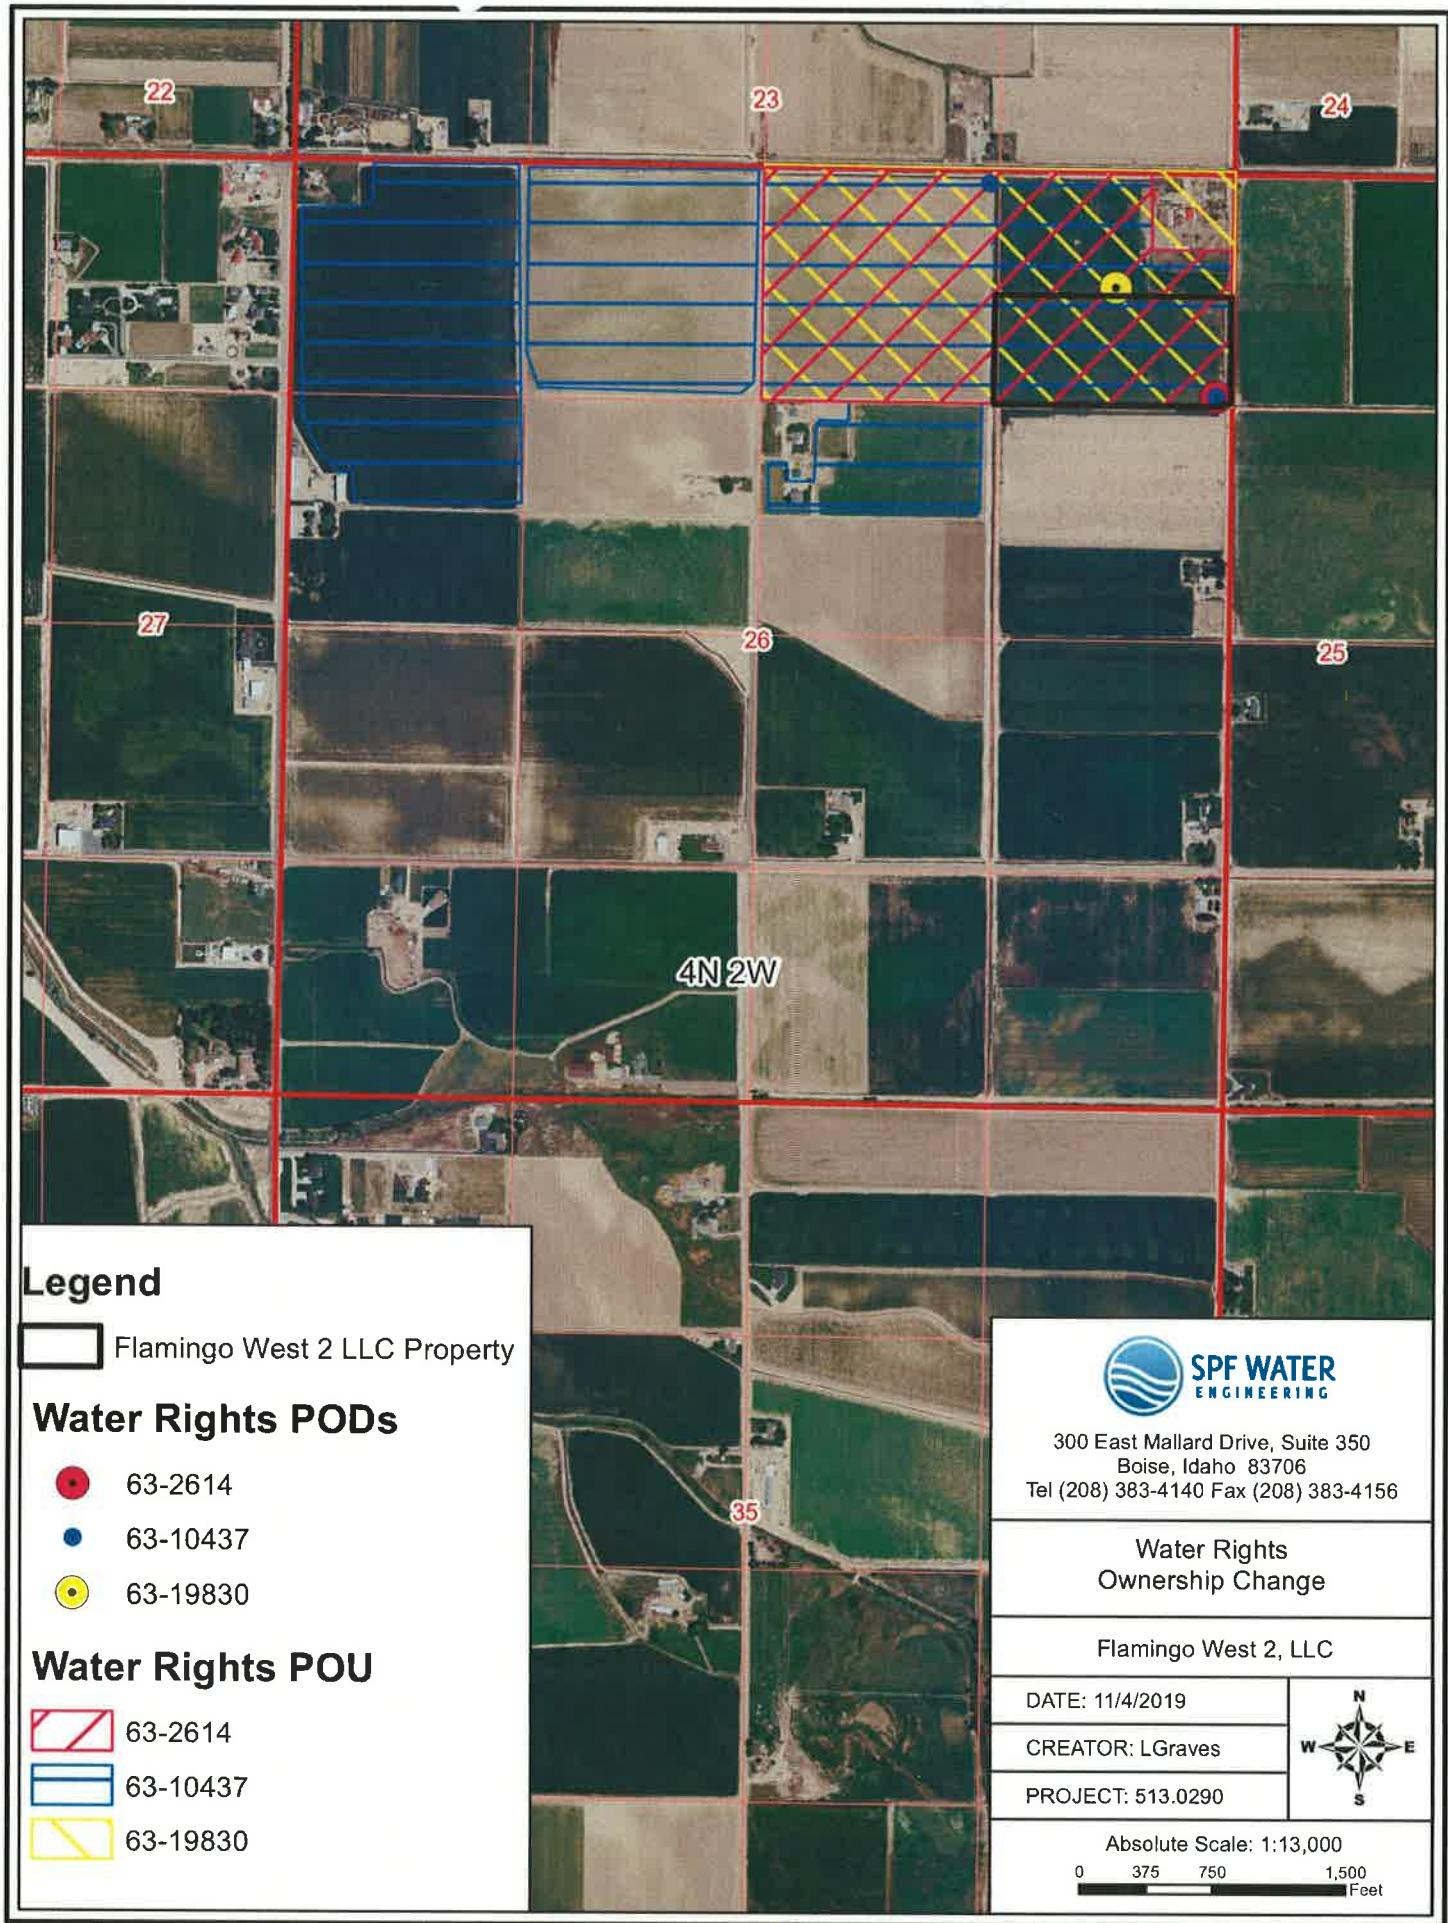 22
23
24
27
26
25
4N 2W
35
Legend
Flamingo West 2 LLC Property
Water Rights PODs
63-2614
63-10437
63-19830
Water Rights POU
63-2614
63-10437
63-19830
SPF WATER
ENGINEERING
300 East Mallard Drive, Suite 350
Boise, Idaho 83706
Tel (208) 383-4140 Fax (208) 383-4156
Water Rights
Ownership Change
Flamingo West 2, LLC
DATE: 11/4/2019
CREATOR: LGraves
PROJECT: 513.0290
N
W E
S
Absolute Scale: 1:13,000
0 375 750 1,500
Feet